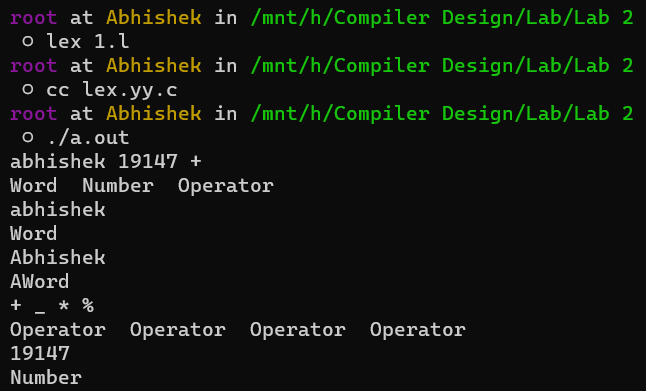 root at Abhishek in /mnt/h/Compiler Design/Lab/Lab 2
○ lex 1.l
root at Abhishek in /mnt/h/Compiler Design/Lab/Lab 2
○ cc lex.yy.c
root at Abhishek in /mnt/h/Compiler Design/Lab/Lab 2
○ ./a.out
abhishek 19147 +
Word  Number  Operator
abhishek
Word
Abhishek
AWord
+ _ * %
Operator  Operator  Operator  Operator
19147
Number